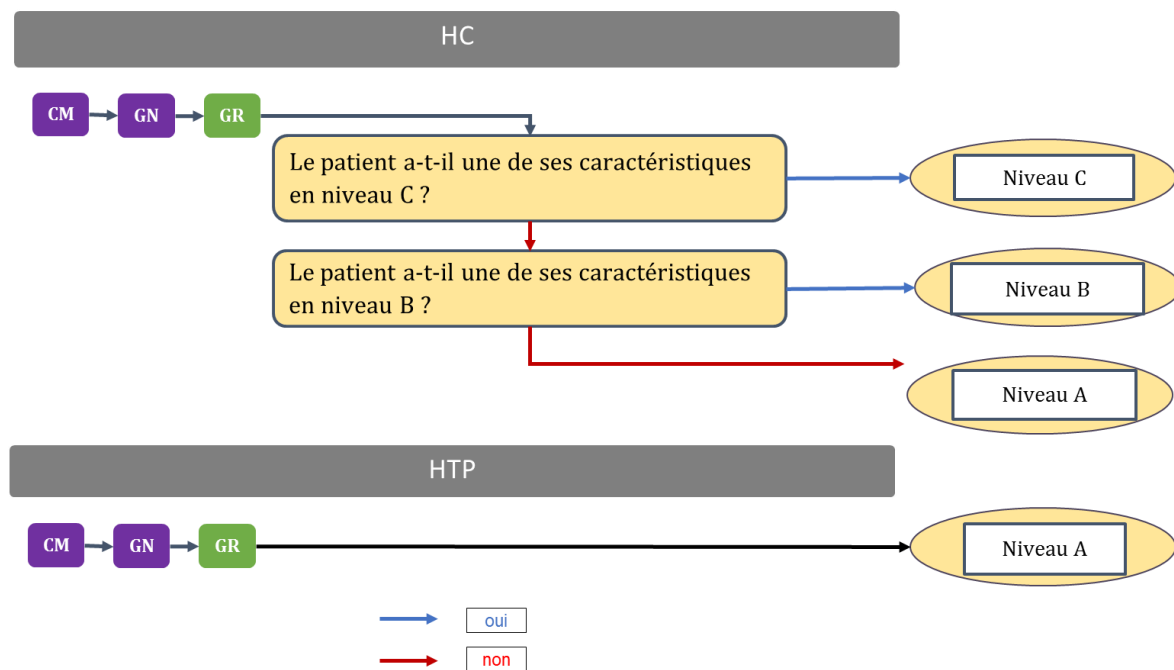 HC
CM GN GR
Le patient a-t-il une de ses caractéristiques
en niveau C ?
Niveau C
Le patient a-t-il une de ses caractéristiques
en niveau B ?
Niveau B
Niveau A
HTP
CM GN GR
Niveau A
oui
non